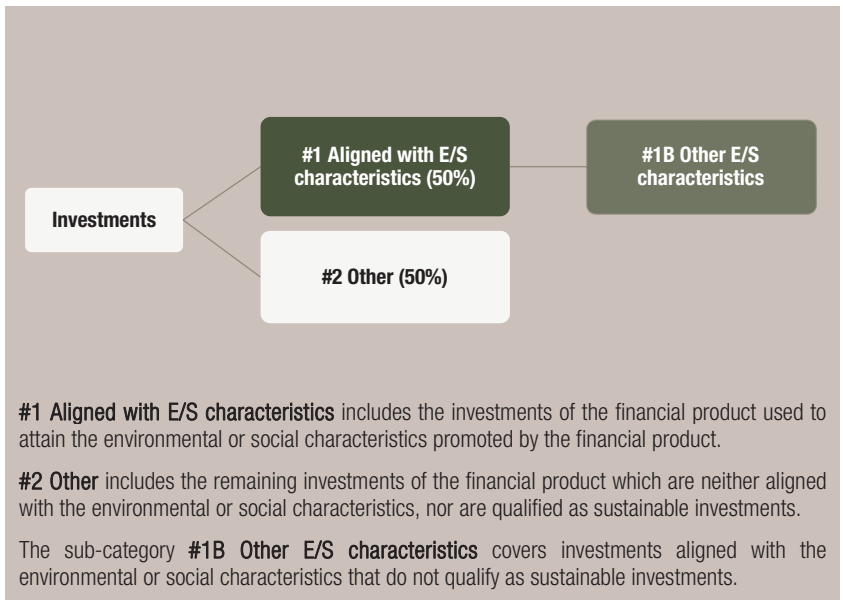 #1 Aligned with E/S
characteristics (50%)
#1B Other E/S
characteristics
Investments
#2 Other (50%)
#1 Aligned with E/S characteristics includes the investments of the financial product used to
attain the environmental or social characteristics promoted by the financial product.
#2 Other includes the remaining investments of the financial product which are neither aligned
with the environmental or social characteristics, nor are qualified as sustainable investments.
The sub-category #1B Other E/S characteristics covers investments aligned with the
environmental or social characteristics that do not qualify as sustainable investments.